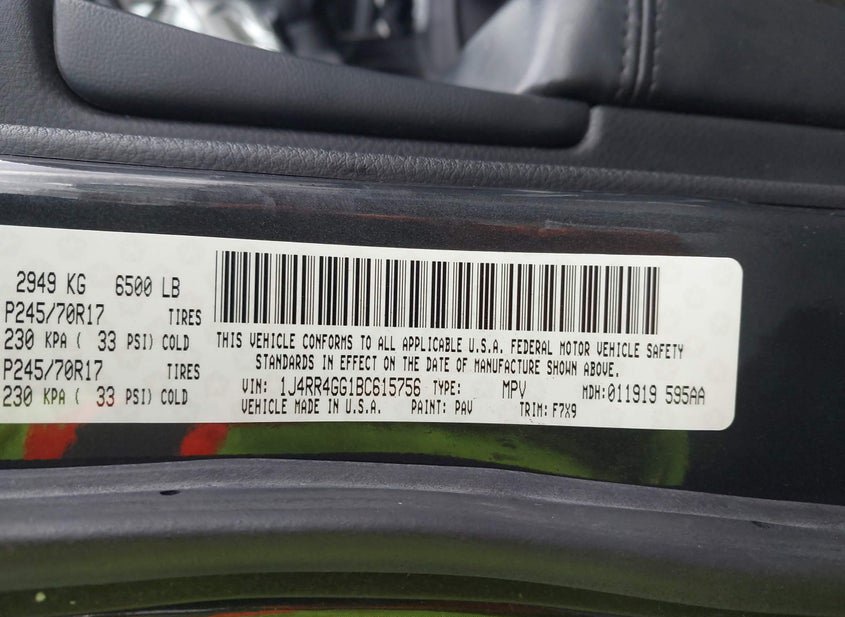 2949 KG 6500 LB
P245/70R17 TIRES
230 KPA ( 33 PSI) COLD
P245/70R17 TIRES
230 KPA ( 33 PSI) COLD
THIS VEHICLE CONFORMS TO ALL APPLICABLE U.S.A. FEDERAL MOTOR VEHICLE SAFETY
STANDARDS IN EFFECT ON THE DATE OF MANUFACTURE SHOWN ABOVE.
VIN: 1J4RR4GG1BC615756 TYPE: MPV MDH:011919 595AA
VEHICLE MADE IN U.S.A. PAINT: PAV TRIM: F7X9